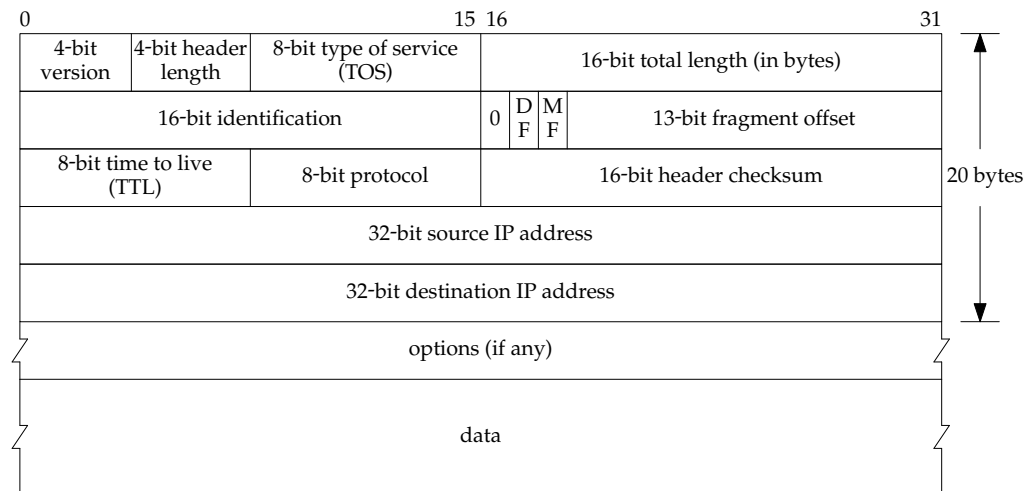 0 15 16 31
4-bit version
4-bit header length
8-bit type of service (TOS)
16-bit total length (in bytes)
16-bit identification
0
D F
M F
13-bit fragment offset
8-bit time to live (TTL)
8-bit protocol
16-bit header checksum
20 bytes
32-bit source IP address
32-bit destination IP address
options (if any)
data